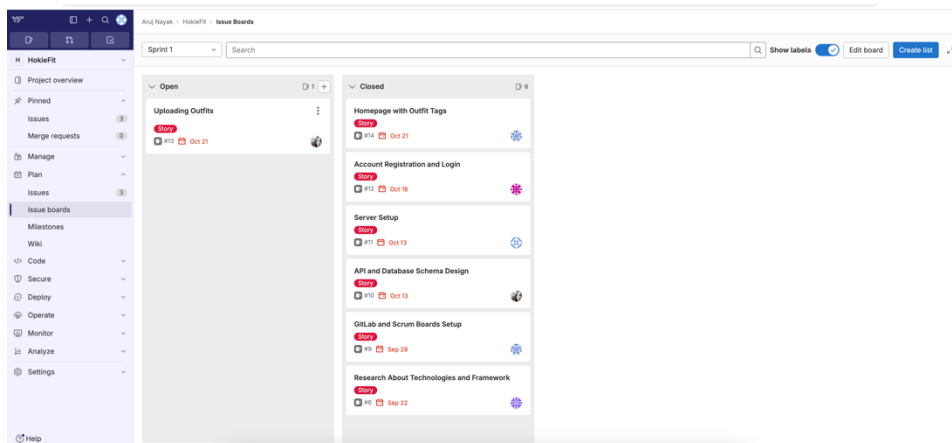 Aruj Nayak > HokieFit > Issue Boards
H HokieFit
Project overview
Pinned
Issues 3
Merge requests 0
Manage
Plan
Issues 3
Issue boards
Milestones
Wiki
Code
Secure
Deploy
Operate
Monitor
Analyze
Settings
Help
Sprint 1
Search
Show labels
Edit board
Create list
Open 1
Uploading Outfits
Story
#13 Oct 21
Closed 6
Homepage with Outfit Tags
Story
#14 Oct 21
Account Registration and Login
Story
#12 Oct 18
Server Setup
Story
#11 Oct 13
API and Database Schema Design
Story
#10 Oct 13
GitLab and Scrum Boards Setup
Story
#9 Sep 29
Research About Technologies and Framework
Story
#6 Sep 22